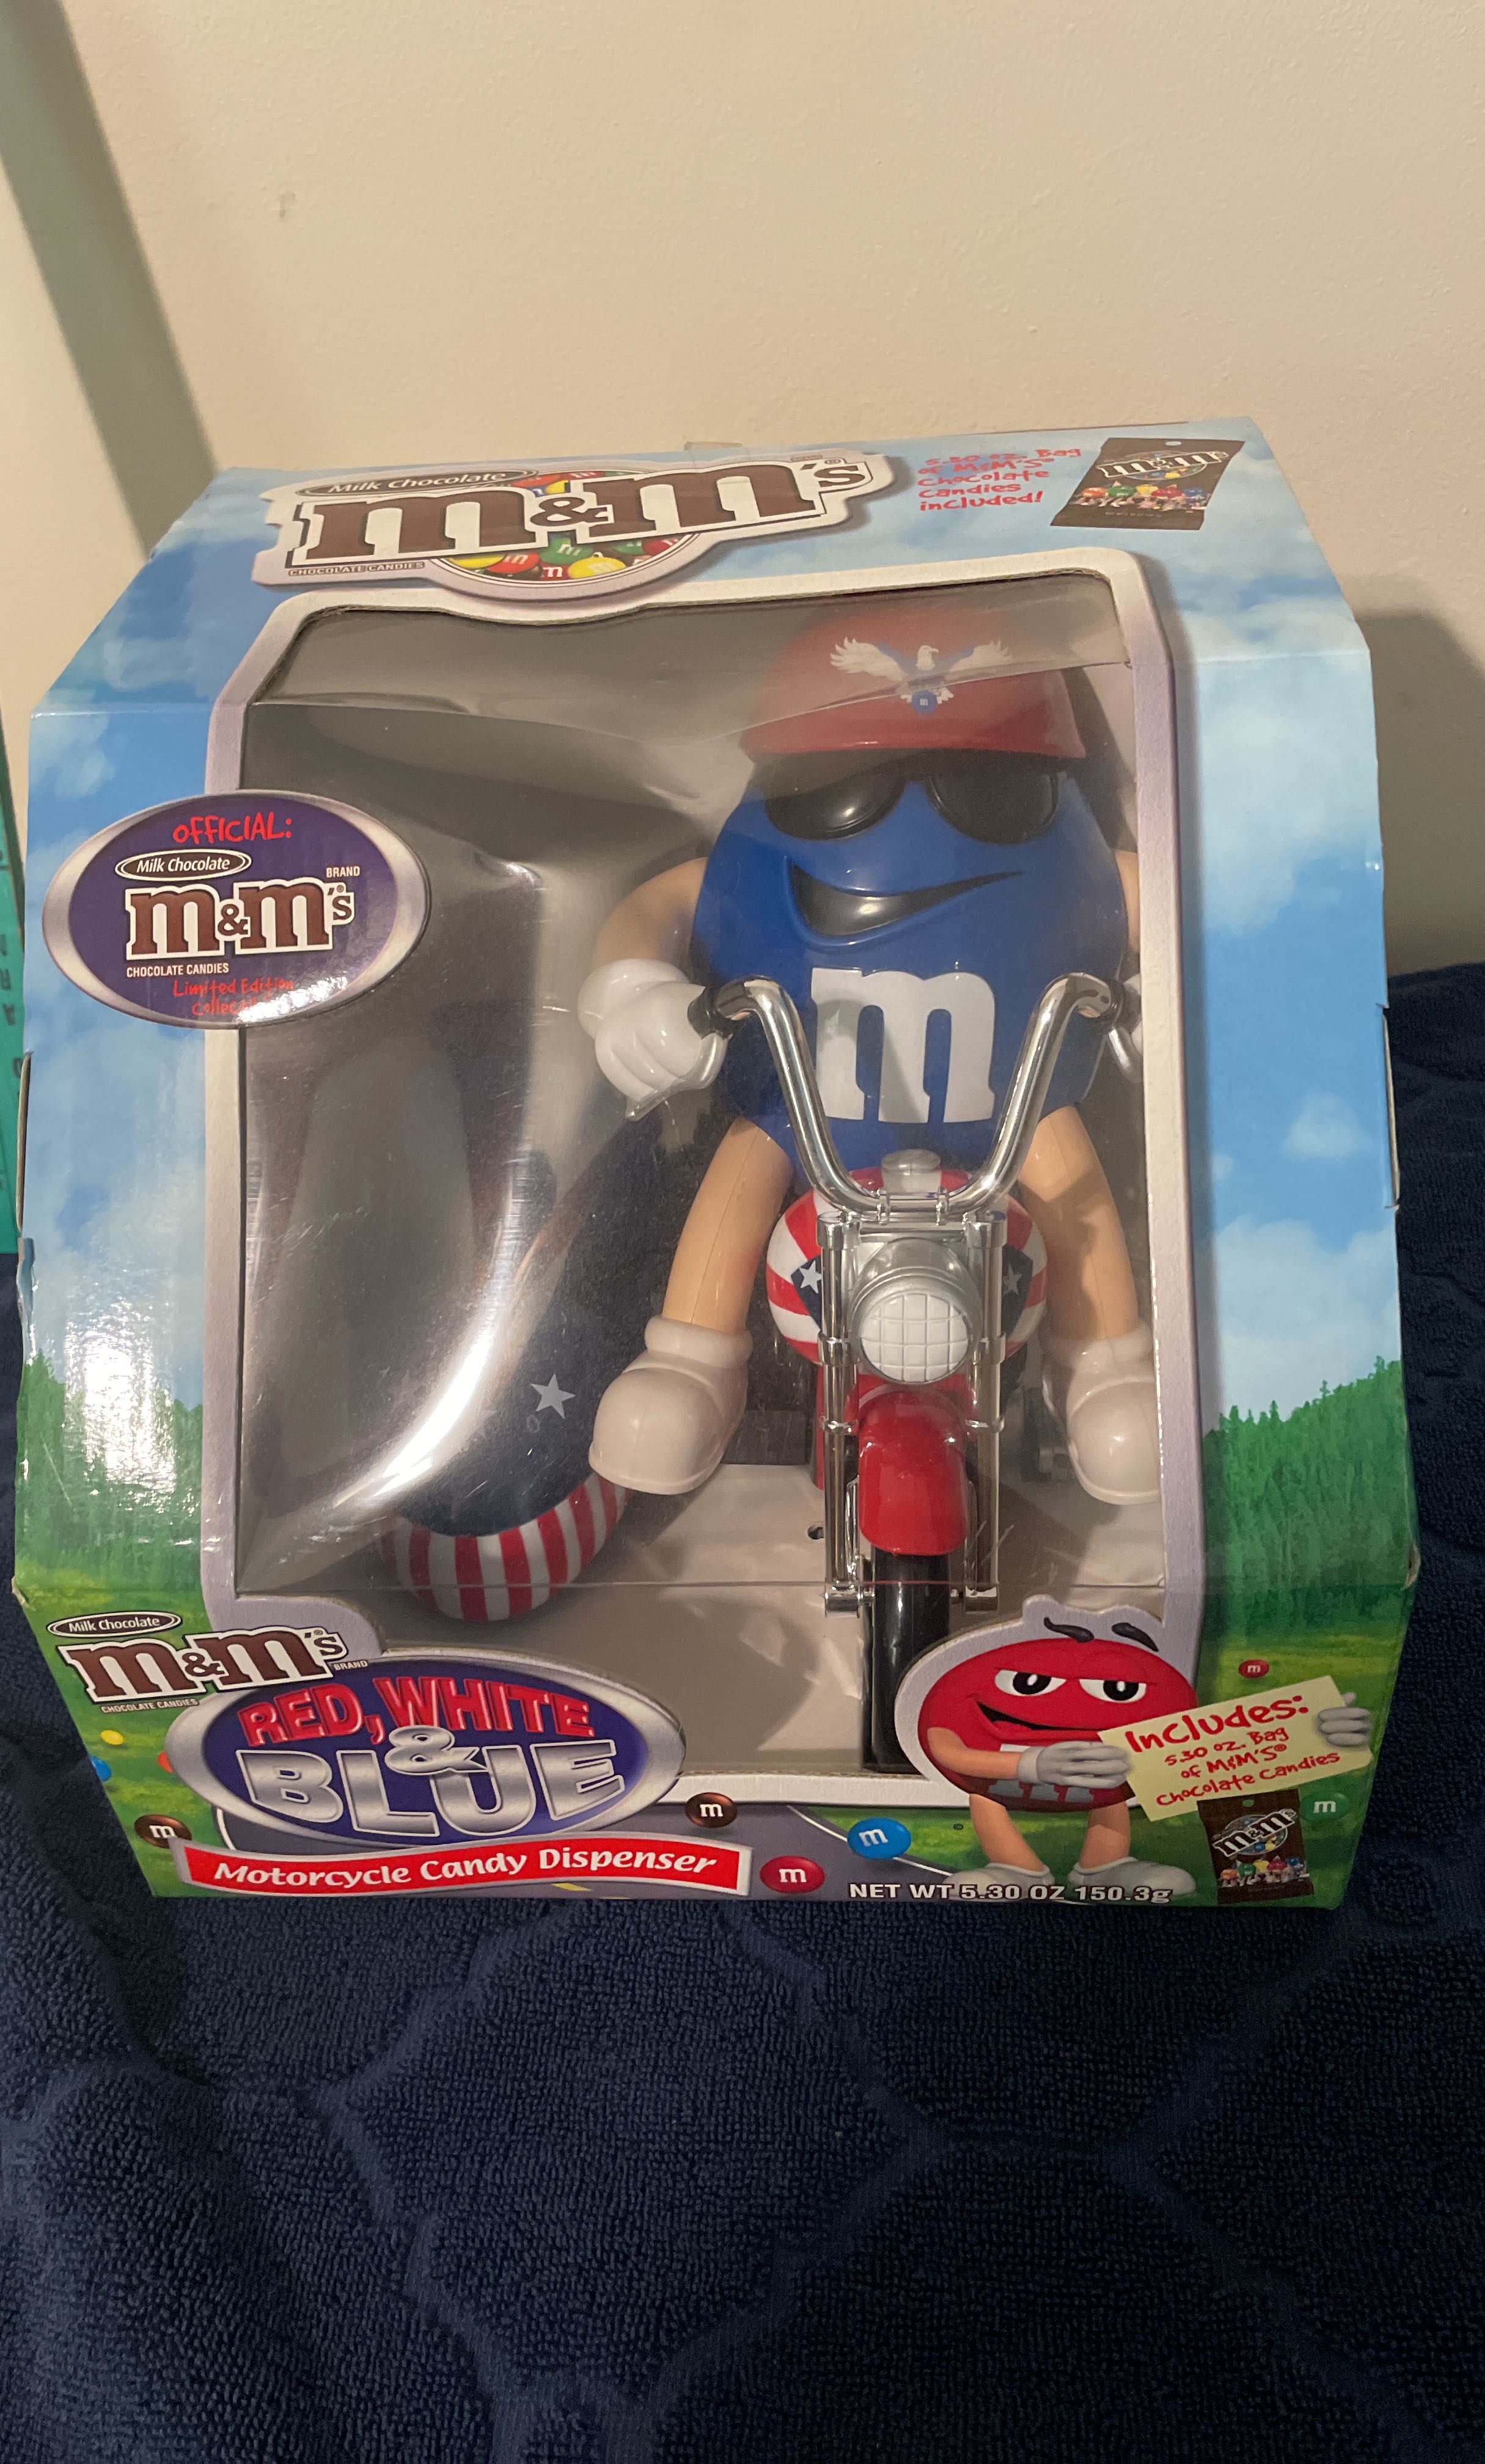 Milk Chocolate
m&m's®
CHOCOLATE CANDIES
5.30 oz. Bag
of M&M'S®
Chocolate
Candies
included!
m&m's
OFFICIAL:
Milk Chocolate
BRAND
m&m's®
CHOCOLATE CANDIES
Limited Edition
m
m
Milk Chocolate
m&m's®
BRAND
CHOCOLATE CANDIES
RED, WHITE
&
BLUE
Motorcycle Candy Dispenser
Includes:
5.30 oz. Bag
of M&M'S®
Chocolate Candies
m&m's
m
m
m
m
m
m
NET WT 5.30 OZ 150.3g